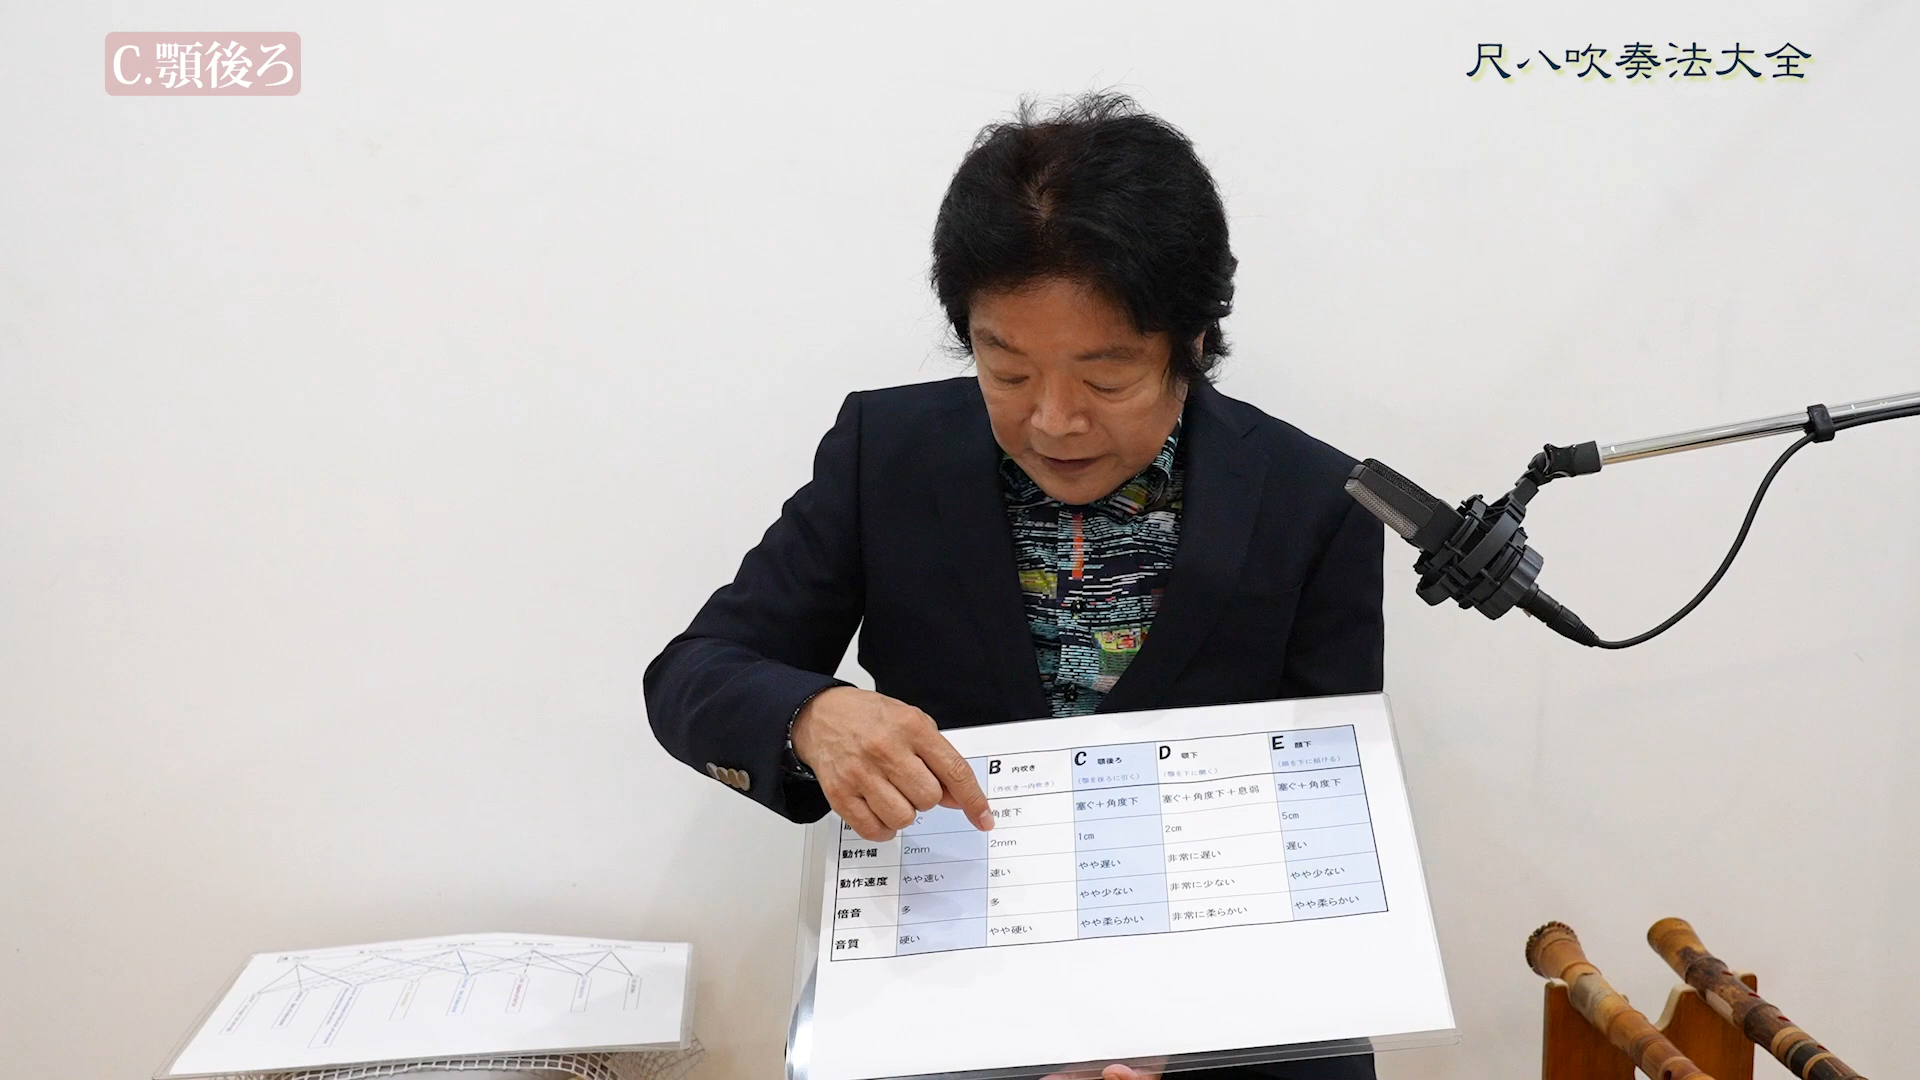 C.顎後ろ
尺八吹奏法大全
B 内吹き
C 顎後ろ
D 顎下
E 顔下
(外吹き→内吹き)
(顎を後ろに引く)
(顎を下に開く)
(顔を下に傾ける)
ぐ 角度下 塞ぐ+角度下 塞ぐ+角度下+息弱 塞ぐ+角度下
動作幅 2mm 2mm 1cm 2cm 5cm
動作速度 やや速い 速い やや遅い 非常に遅い 遅い
倍音 多 多 やや少ない 非常に少ない やや少ない
音質 硬い やや硬い やや柔らかい 非常に柔らかい やや柔らかい